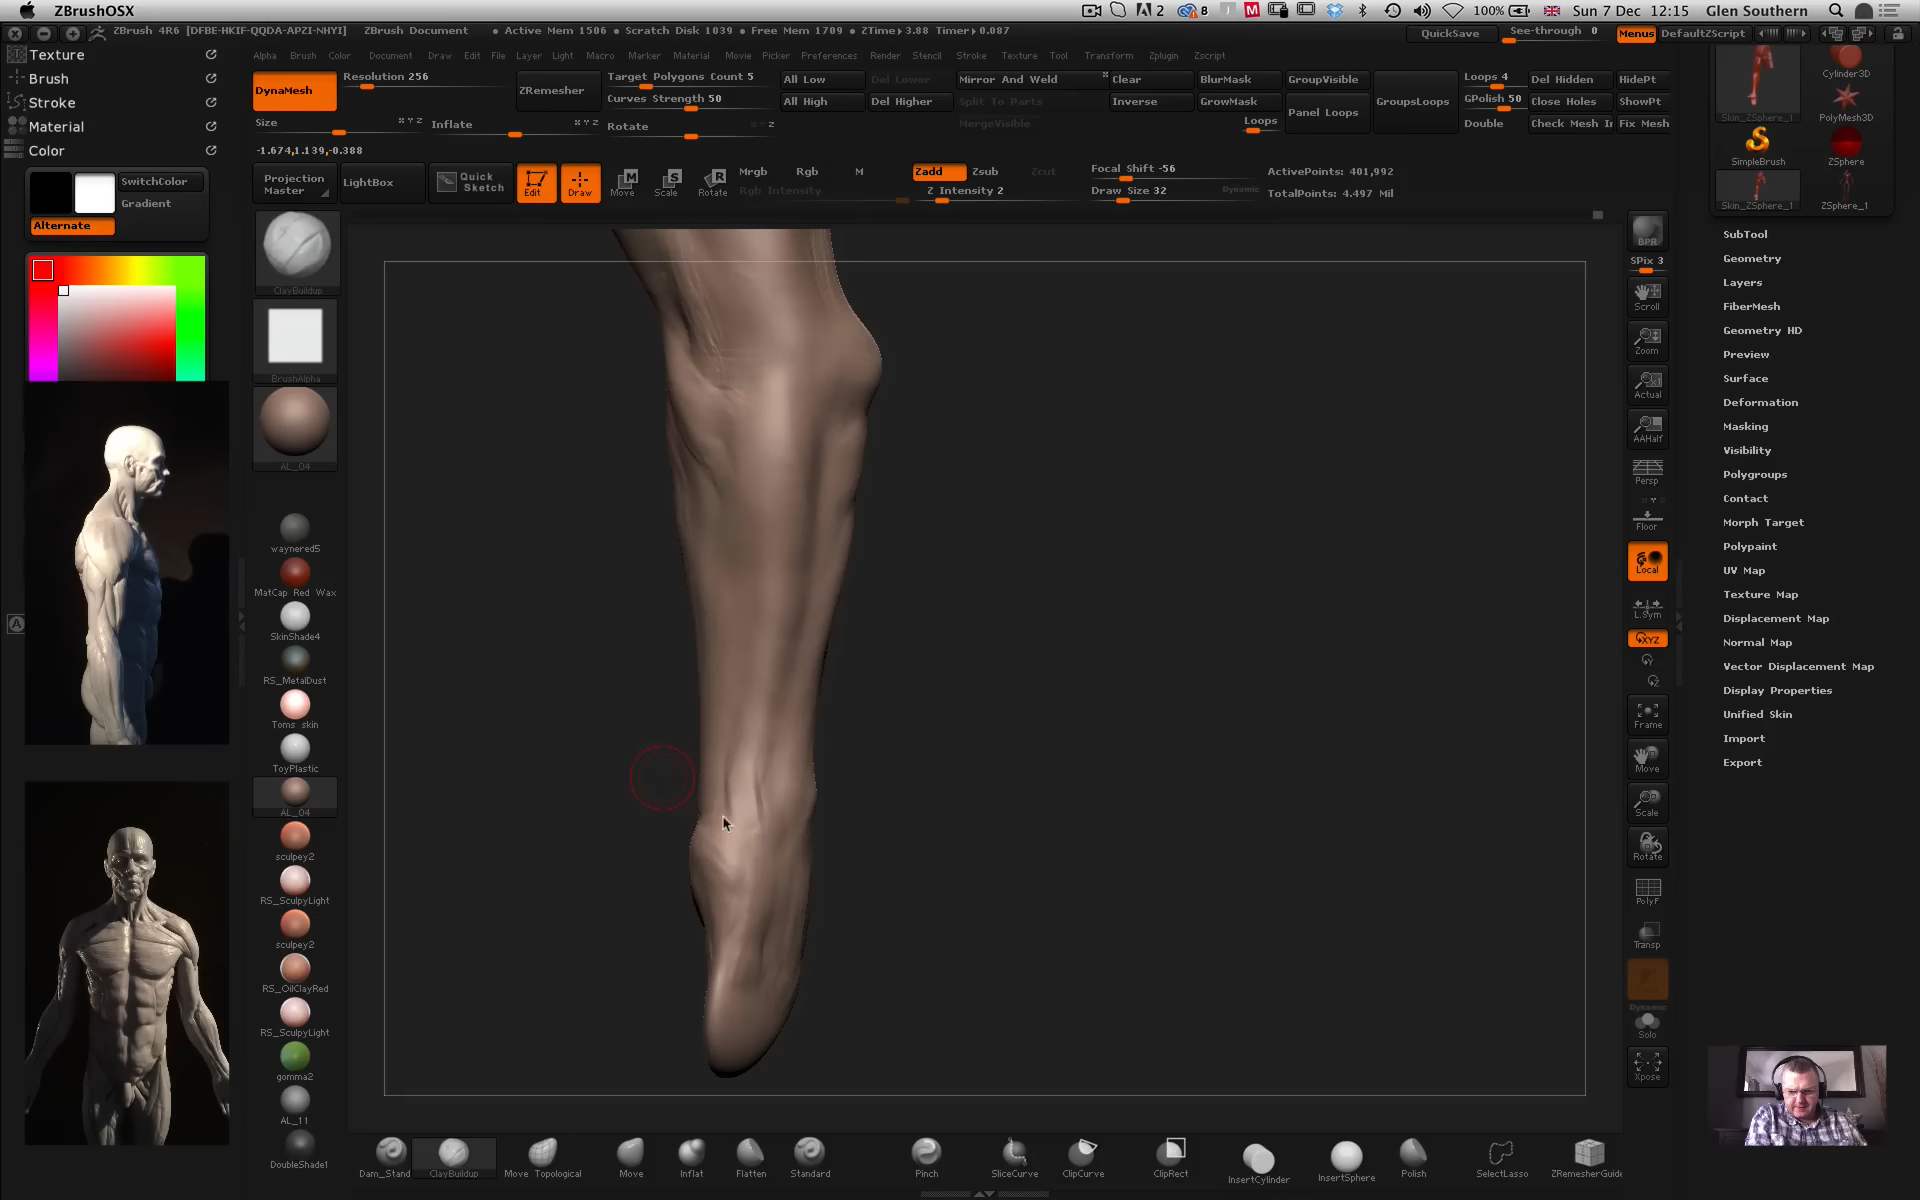 ZBrushOSX
2
8
100%
Sun 7 Dec 12:15
Glen Southern
ZBrush 4R6 [DFBE-HKIF-QQDA-APZI-NHYI]
ZBrush Document
• Active Mem 1506 • Scratch Disk 1039 • Free Mem 1709 • ZTime▸3.88 Timer▸0.087
QuickSave
See-through 0
Menus
DefaultZScript
Alpha Brush Color Document Draw Edit File Layer Light Macro Marker Material Movie Picker Preferences Render Stencil Stroke Texture Tool Transform Zplugin Zscript
Texture
Brush
Stroke
Material
Color
DynaMesh
Resolution 256
ZRemesher
Target Polygons Count 5
Curves Strength 50
All Low
Del Lower
Mirror And Weld
Clear
BlurMask
GroupVisible
GroupsLoops
Loops 4
Del Hidden
HidePt
All High
Del Higher
Split To Parts
Inverse
GrowMask
Panel Loops
GPolish 50
Close Holes
ShowPt
Size
Inflate
Rotate
MergeVisible
Loops
Double
Check Mesh In
Fix Mesh
-1.674,1.139,-0.388
Projection Master
LightBox
Quick Sketch
Edit
Draw
Move
Scale
Rotate
Mrgb Rgb M
Rgb Intensity
Zadd Zsub Zcut
Z Intensity 2
Focal Shift -56
Draw Size 32
Dynamic
ActivePoints: 401,092
TotalPoints: 4.497 Mil
SwitchColor
Gradient
Alternate
ClayBuildup
BrushAlpha
AL_04
waynered5
MatCap Red Wax
SkinShade4
RS_MetalDust
Toms skin
ToyPlastic
AL_04
sculpey2
RS_SculpyLight
sculpey2
RS_OilClayRed
RS_SculpyLight
gomma2
AL_11
DoubleShade1
A
BPR
SPix 3
Scroll
Zoom
Actual
AAHalf
Persp
Floor
Local
L.Sym
XYZ
Y
Z
Frame
Move
Scale
Rotate
PolyF
Transp
Dynamic
Solo
Xpose
Cylinder3D
Skin_ZSphere_1
PolyMesh3D
SimpleBrush
ZSphere
Skin_ZSphere_1
ZSphere_1
SubTool
Geometry
Layers
FiberMesh
Geometry HD
Preview
Surface
Deformation
Masking
Visibility
Polygroups
Contact
Morph Target
Polypaint
UV Map
Texture Map
Displacement Map
Normal Map
Vector Displacement Map
Display Properties
Unified Skin
Import
Export
Dam_Stand
ClayBuildup
Move Topological
Move
Inflat
Flatten
Standard
Pinch
SliceCurve
ClipCurve
ClipRect
InsertCylinder
InsertSphere
Polish
SelectLasso
ZRemesherGuide